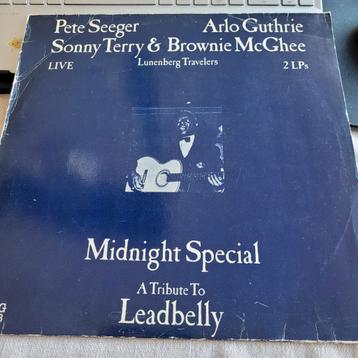 Pete Seeger Arlo Guthrie
Sonny Terry & Brownie McGhee
LIVE Lunenberg Travelers 2 LPs
Midnight Special
A Tribute To
Leadbelly